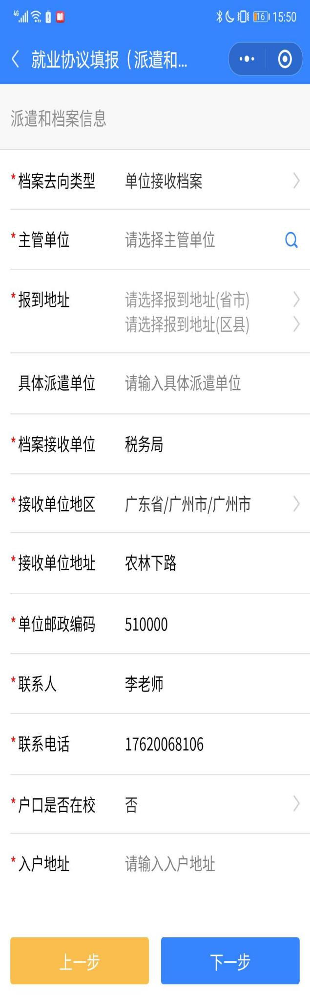 4G 16 15:50
就业协议填报（派遣和...
派遣和档案信息
* 档案去向类型 单位接收档案
* 主管单位 请选择主管单位
* 报到地址 请选择报到地址(省市)
请选择报到地址(区县)
具体派遣单位 请输入具体派遣单位
* 档案接收单位 税务局
* 接收单位地区 广东省/广州市/广州市
* 接收单位地址 农林下路
* 单位邮政编码 510000
* 联系人 李老师
* 联系电话 17620068106
* 户口是否在校 否
* 入户地址 请输入入户地址
上一步 下一步